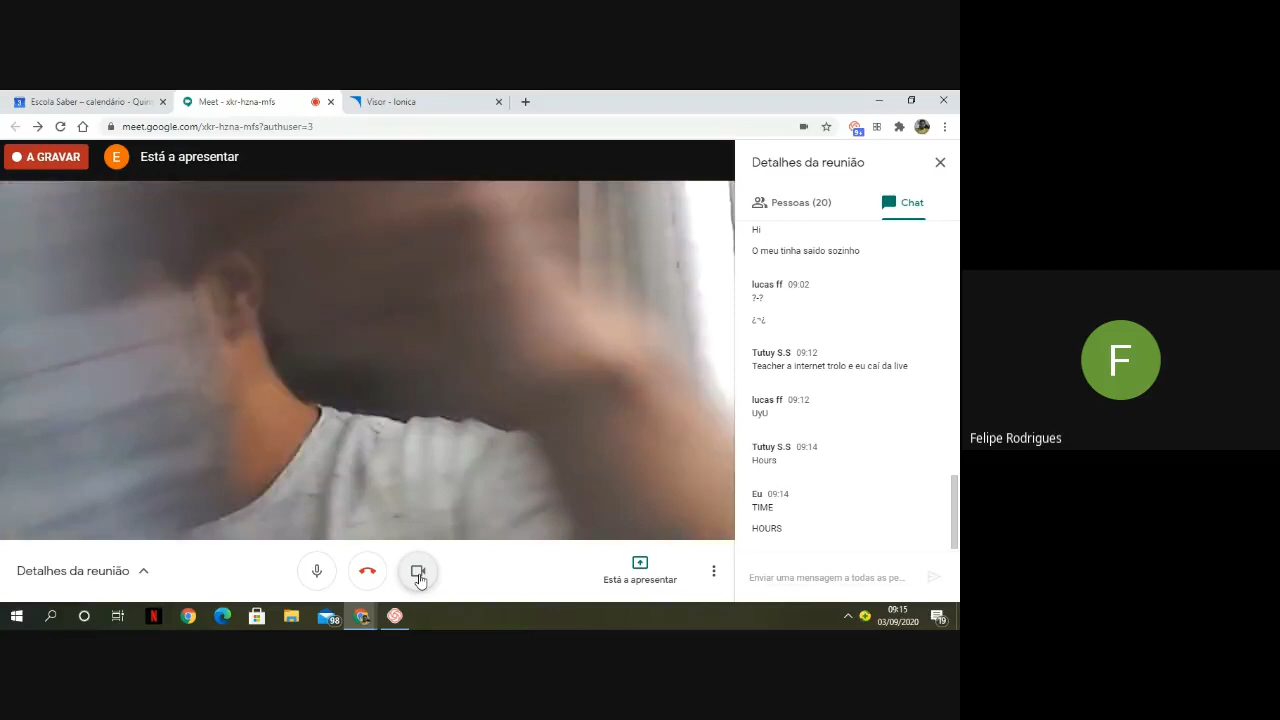 Escola Saber – calendário - Quin
Meet - xkr-hzna-mfs
Visor - Ionica
meet.google.com/xkr-hzna-mfs?authuser=3
9+
A GRAVAR
E
Está a apresentar
Detalhes da reunião
Pessoas (20)
Chat
Hi
O meu tinha saido sozinho
lucas ff 09:02
?-?
¿¬¿
Tutuy S.S 09:12
Teacher a internet trolo e eu caí da live
lucas ff 09:12
UyU
Tutuy S.S 09:14
Hours
Eu 09:14
TIME
HOURS
Enviar uma mensagem a todas as pe...
Detalhes da reunião
Está a apresentar
98
09:15
03/09/2020
19
F
Felipe Rodrigues